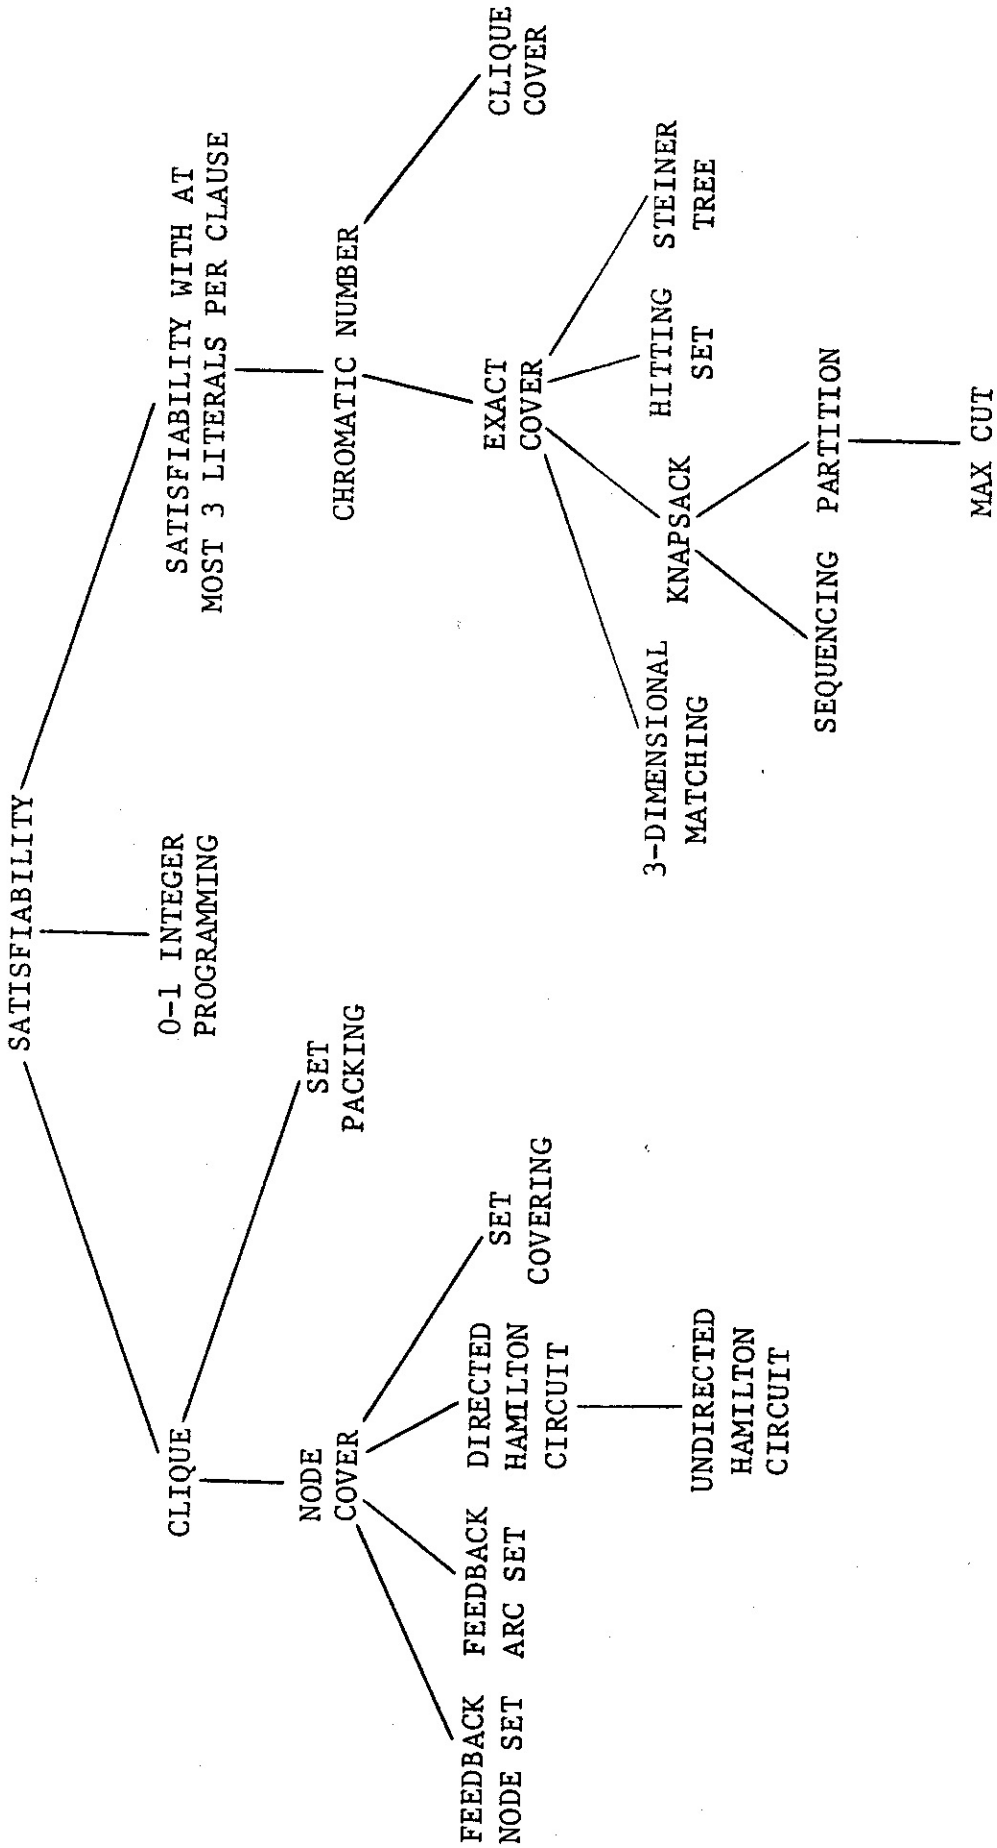 SATISFIABILITY
CLIQUE
0-1 INTEGER
PROGRAMMING
SATISFIABILITY WITH AT
MOST 3 LITERALS PER CLAUSE
NODE
COVER
SET
PACKING
CHROMATIC NUMBER
FEEDBACK
NODE SET
FEEDBACK
ARC SET
DIRECTED
HAMILTON
CIRCUIT
SET
COVERING
EXACT
COVER
CLIQUE
COVER
UNDIRECTED
HAMILTON
CIRCUIT
3-DIMENSIONAL
MATCHING
KNAPSACK
HITTING
SET
STEINER
TREE
SEQUENCING
PARTITION
MAX CUT